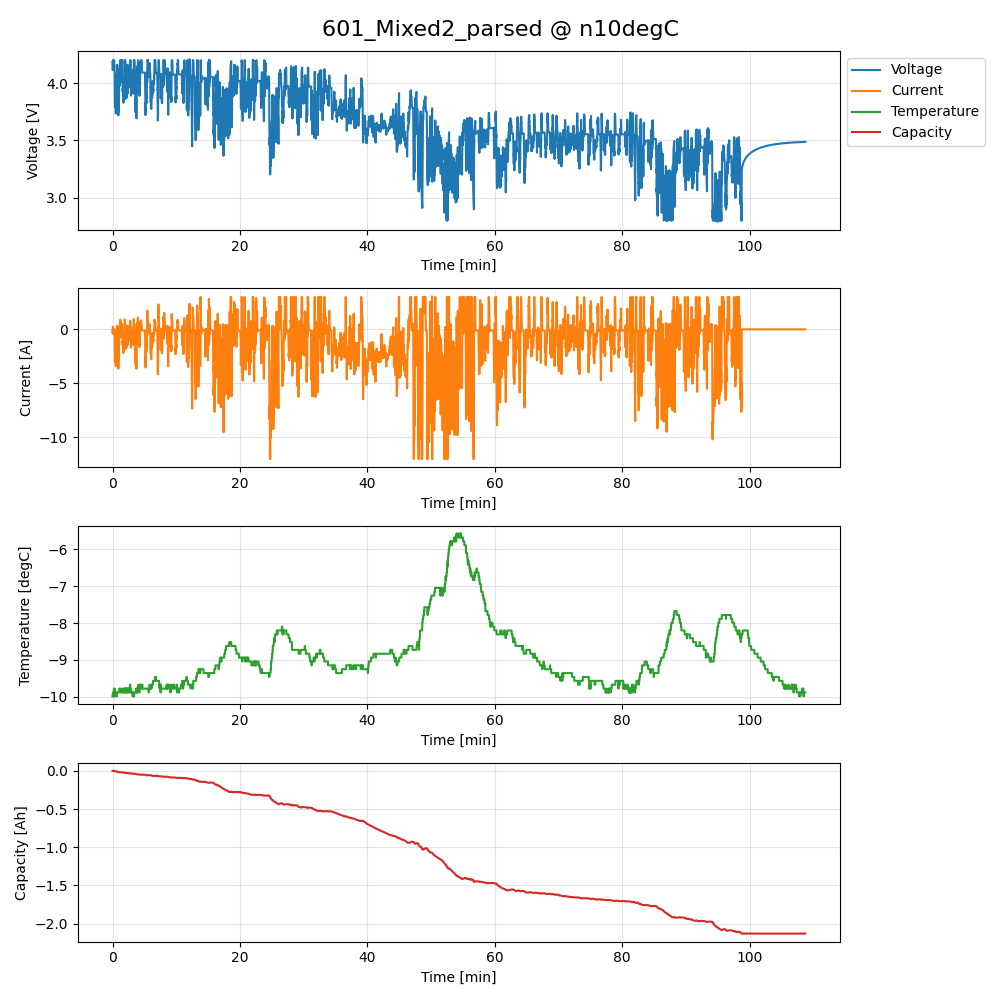 601_Mixed2_parsed @ n10degC
Voltage [V]
4.0
3.5
3.0
0 20 40 60 80 100
Time [min]
Voltage
Current
Temperature
Capacity
Current [A]
0
−5
−10
0 20 40 60 80 100
Time [min]
Temperature [degC]
−6
−7
−8
−9
−10
0 20 40 60 80 100
Time [min]
Capacity [Ah]
0.0
−0.5
−1.0
−1.5
−2.0
0 20 40 60 80 100
Time [min]